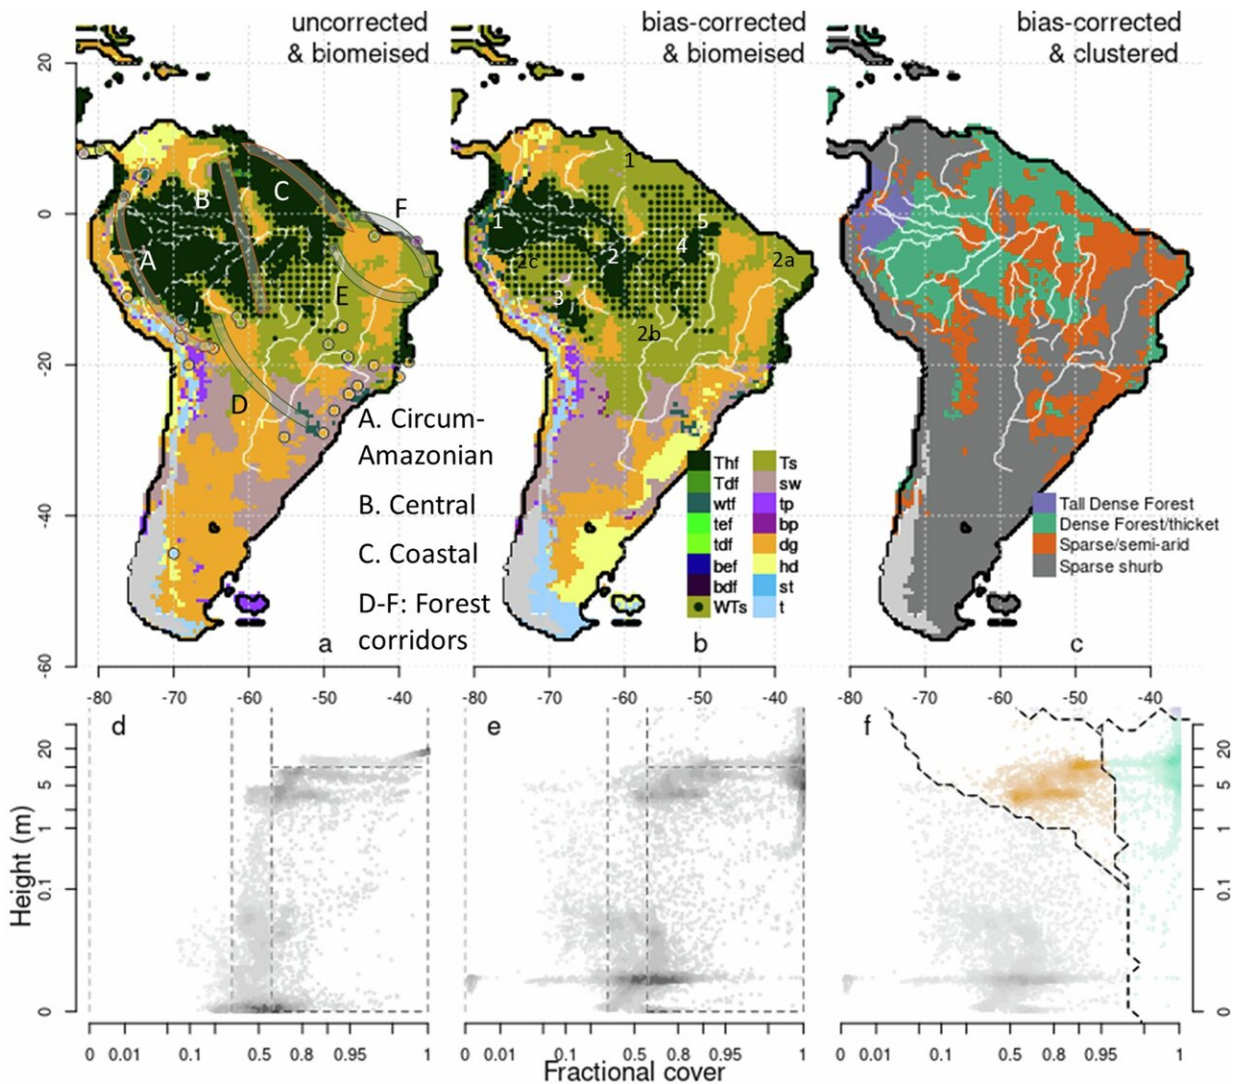 uncorrected
& biomeised
bias-corrected
& biomeised
bias-corrected
& clustered
20
0
-20
-40
-60
A
B
C
D
E
F
A. Circum-
Amazonian
B. Central
C. Coastal
D-F: Forest
corridors
a
1
1
2
2a
2b
2c
3
4
5
Thf
Tdf
wtf
tef
tdf
bef
bdf
WTs
Ts
sw
tp
bp
dg
hd
st
t
b
Tall Dense Forest
Dense Forest/thicket
Sparse/semi-arid
Sparse shurb
c
-80 -70 -60 -50 -40
-80 -70 -60 -50 -40
-80 -70 -60 -50 -40
d
e
f
Height (m)
20
5
1
0.1
0
20
5
1
0.1
0
0 0.01 0.1 0.5 0.8 0.95 1
0 0.01 0.1 0.5 0.8 0.95 1
0 0.01 0.1 0.5 0.8 0.95 1
Fractional cover